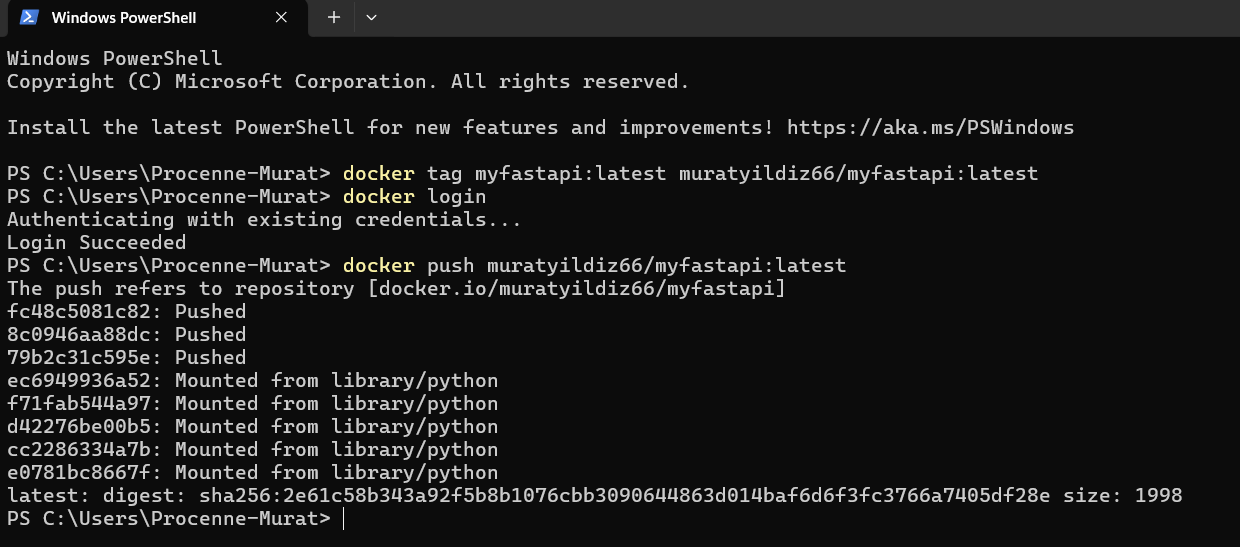 Windows PowerShell
Windows PowerShell
Copyright (C) Microsoft Corporation. All rights reserved.
Install the latest PowerShell for new features and improvements! https://aka.ms/PSWindows
PS C:\Users\Procenne-Murat> docker tag myfastapi:latest muratyildiz66/myfastapi:latest
PS C:\Users\Procenne-Murat> docker login
Authenticating with existing credentials...
Login Succeeded
PS C:\Users\Procenne-Murat> docker push muratyildiz66/myfastapi:latest
The push refers to repository [docker.io/muratyildiz66/myfastapi]
fc48c5081c82: Pushed
8c0946aa88dc: Pushed
79b2c31c595e: Pushed
ec6949936a52: Mounted from library/python
f71fab544a97: Mounted from library/python
d42276be00b5: Mounted from library/python
cc2286334a7b: Mounted from library/python
e0781bc8667f: Mounted from library/python
latest: digest: sha256:2e61c58b343a92f5b8b1076cbb3090644863d014baf6d6f3fc3766a7405df28e size: 1998
PS C:\Users\Procenne-Murat>